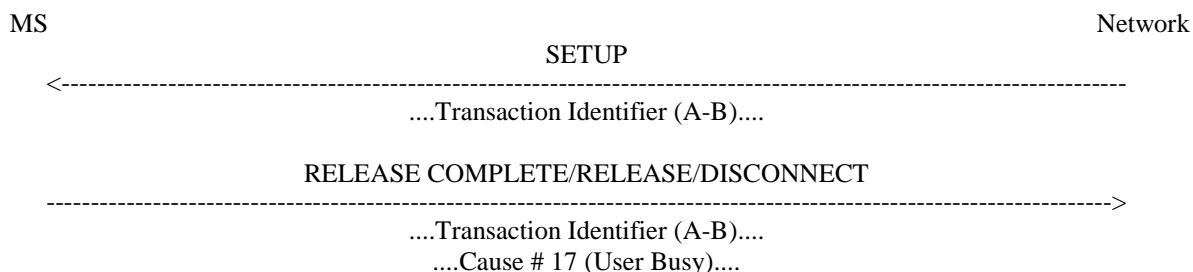 MS Network
SETUP
<------------------------------------------------------------------------------------------------------------------------
....Transaction Identifier (A-B)....
RELEASE COMPLETE/RELEASE/DISCONNECT
------------------------------------------------------------------------------------------------------------------------>
....Transaction Identifier (A-B)....
....Cause # 17 (User Busy)....